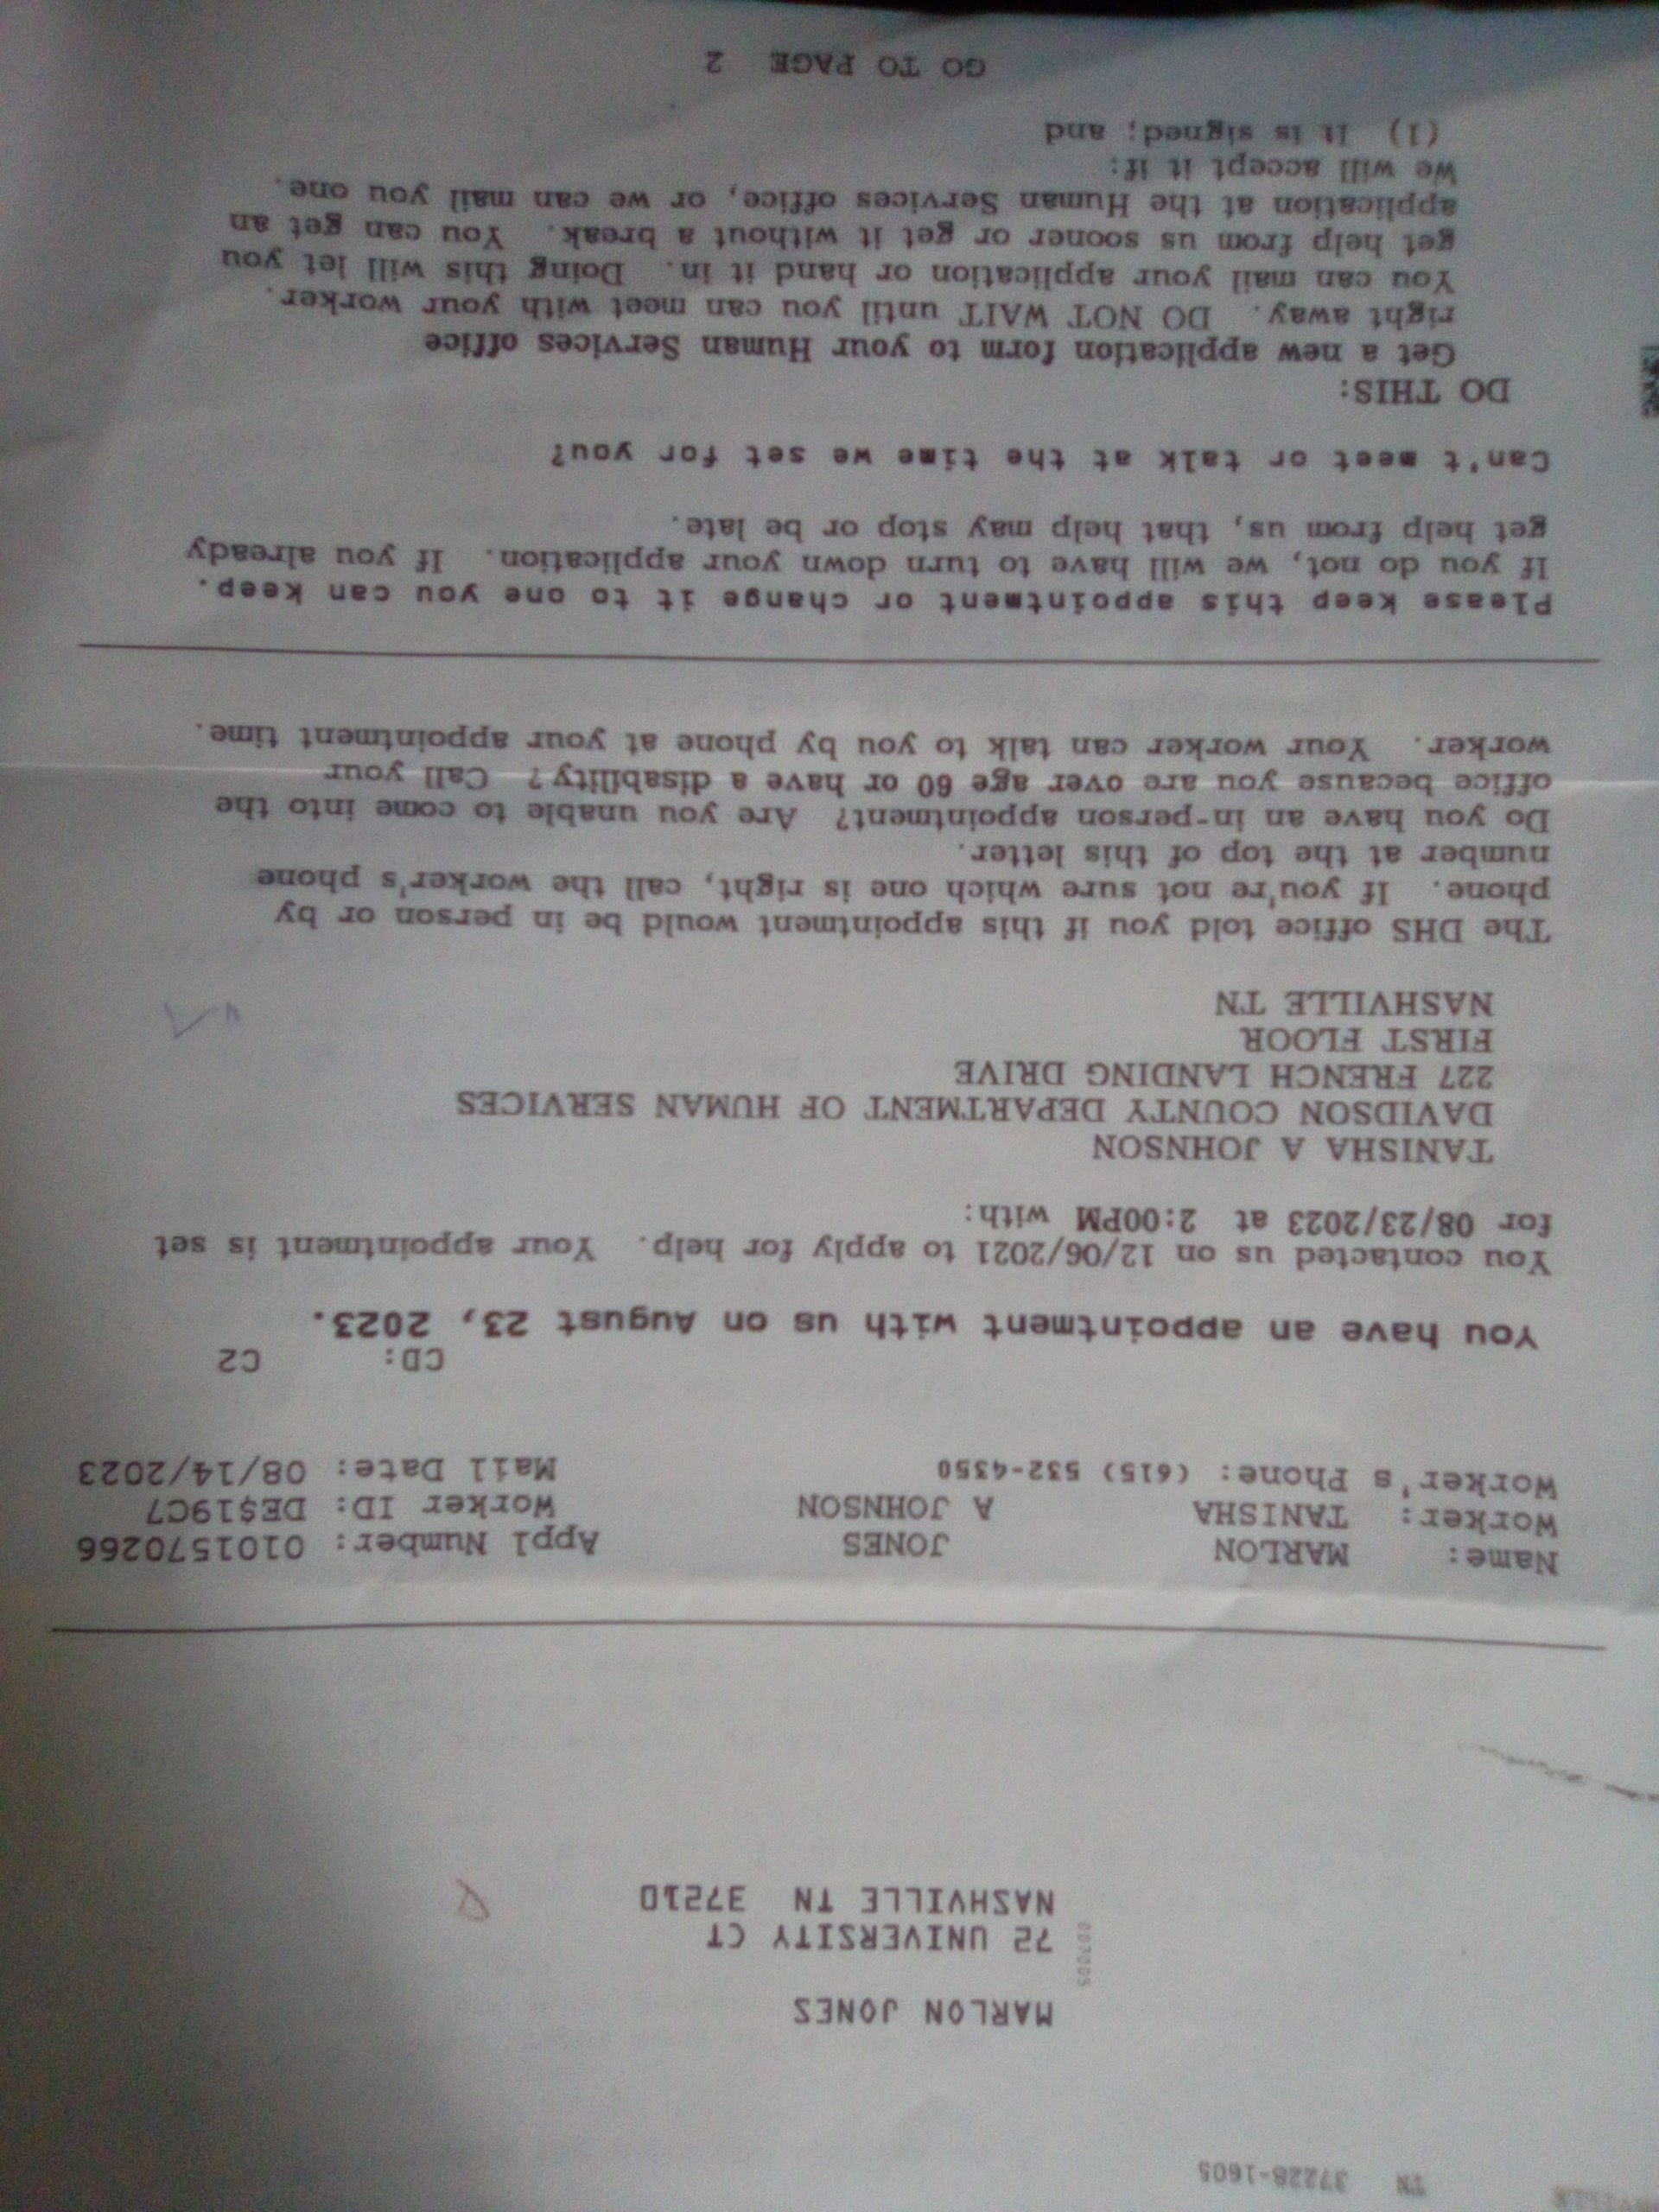 TN 37228-1605
MARLON JONES
72 UNIVERSITY CT
NASHVILLE TN 37210
Name: MARLON JONES Appl Number: 0101570266
Worker: TANISHA A JOHNSON Worker ID: DE$19C7
Worker's Phone: (615) 532-4350 Mail Date: 08/14/2023
CD: C2
You have an appointment with us on August 23, 2023.
You contacted us on 12/06/2021 to apply for help. Your appointment is set
for 08/23/2023 at 2:00PM with:
TANISHA A JOHNSON
DAVIDSON COUNTY DEPARTMENT OF HUMAN SERVICES
227 FRENCH LANDING DRIVE
FIRST FLOOR
NASHVILLE TN
The DHS office told you if this appointment would be in person or by
phone. If you're not sure which one is right, call the worker's phone
number at the top of this letter.
Do you have an in-person appointment? Are you unable to come into the
office because you are over age 60 or have a disability? Call your
worker. Your worker can talk to you by phone at your appointment time.
Please keep this appointment or change it to one you can keep.
If you do not, we will have to turn down your application. If you already
get help from us, that help may stop or be late.
Can't meet or talk at the time we set for you?
DO THIS:
Get a new application form to your Human Services office
right away. DO NOT WAIT until you can meet with your worker.
You can mail your application or hand it in. Doing this will let you
get help from us sooner or get it without a break. You can get an
application at the Human Services office, or we can mail you one.
We will accept it if:
(1) It is signed; and
GO TO PAGE 2